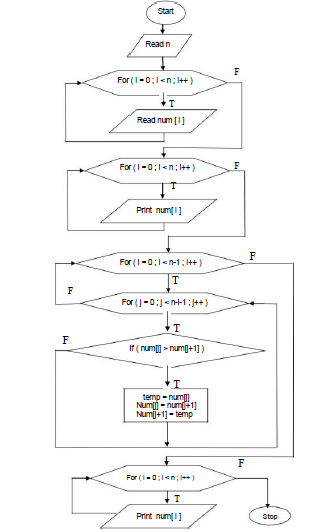 Start
Read n
For ( i = 0 ; i < n ; i++ )
F
T
Read num [ i ]
For ( i = 0 ; i < n ; i++ )
F
T
Print num[ i ]
For ( i = 0 ; i < n-1 ; i++ )
F
T
F
For ( j = 0 ; j < n-i-1 ; j++ )
T
F
If ( num[j] > num[j+1] )
T
temp = num[j]
Num[j] = num[j+1]
Num[j+1] = temp
F
For ( i = 0 ; i < n ; i++ )
T
Print num[ i ]
Stop